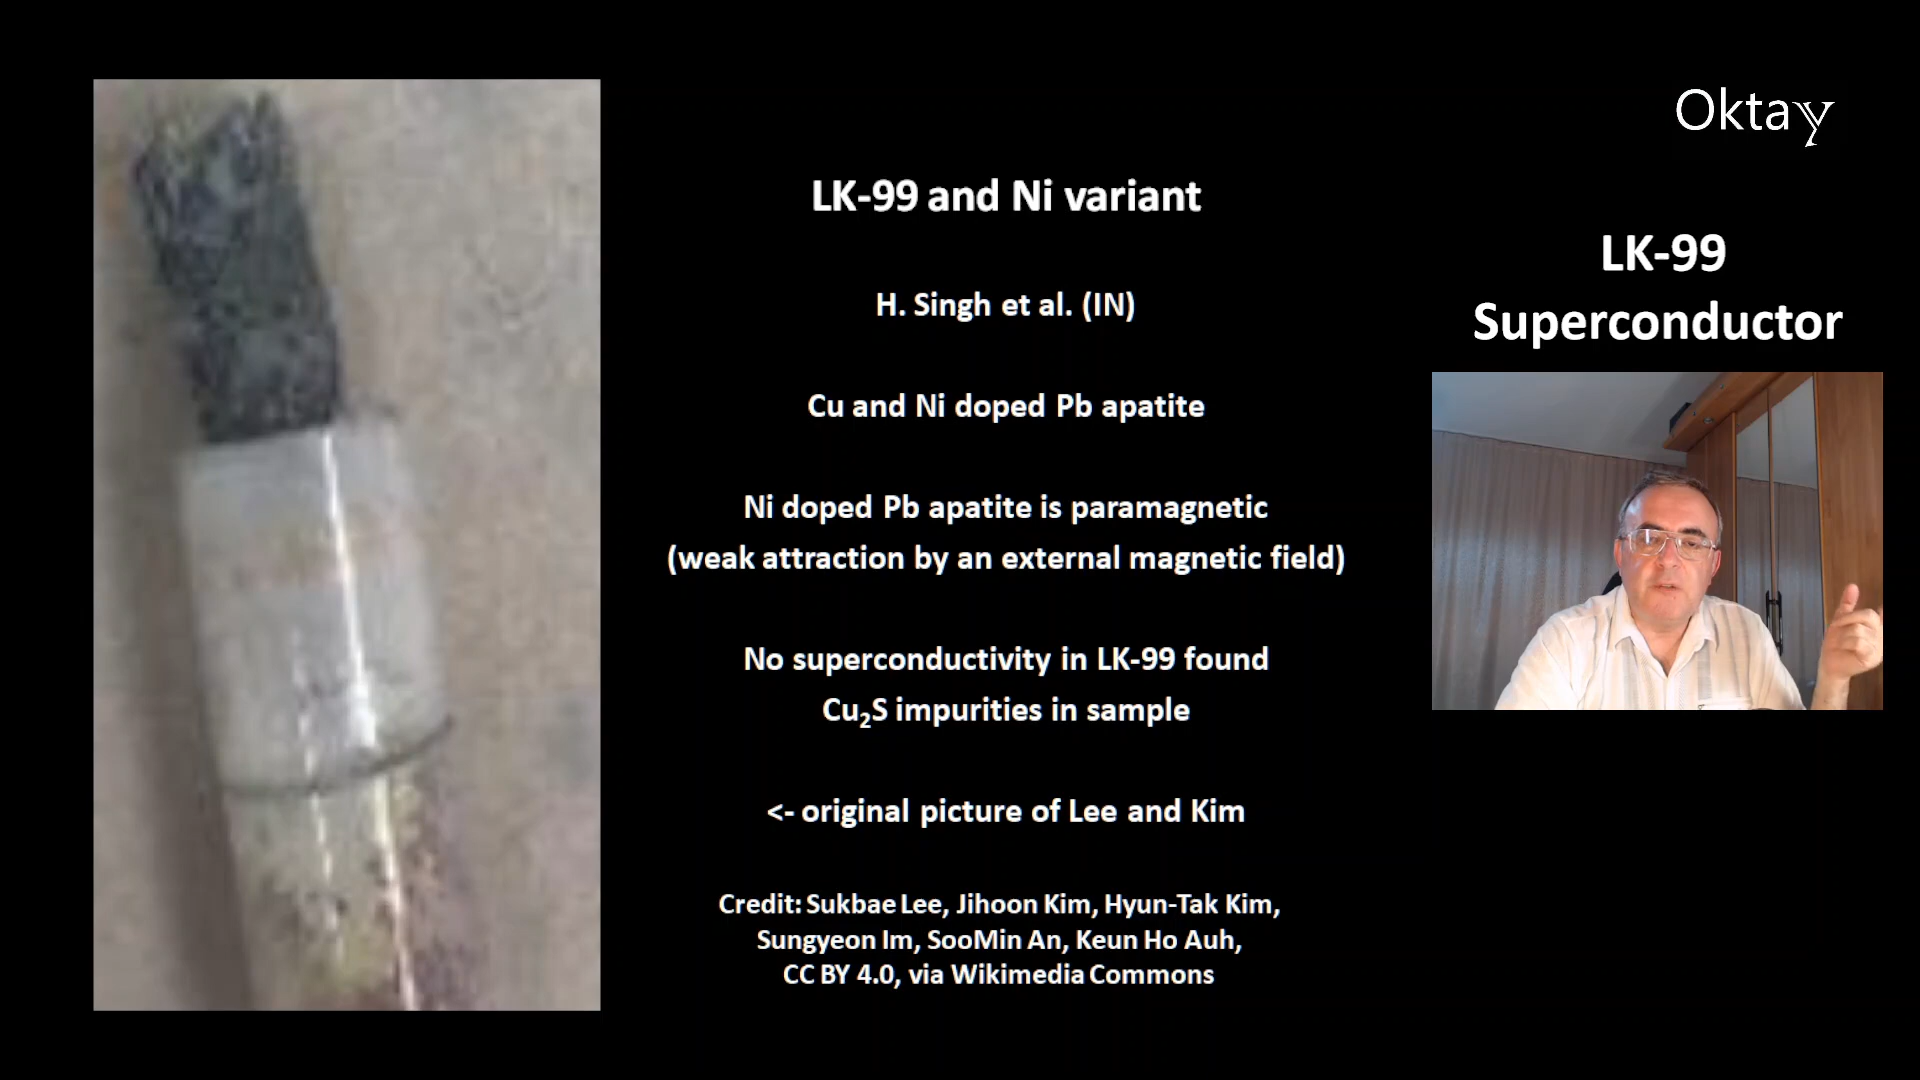 Oktay
LK-99 and Ni variant
H. Singh et al. (IN)
Cu and Ni doped Pb apatite
Ni doped Pb apatite is paramagnetic
(weak attraction by an external magnetic field)
No superconductivity in LK-99 found
Cu₂S impurities in sample
<- original picture of Lee and Kim
Credit: Sukbae Lee, Jihoon Kim, Hyun-Tak Kim,
Sungyeon Im, SooMin An, Keun Ho Auh,
CC BY 4.0, via Wikimedia Commons
LK-99
Superconductor